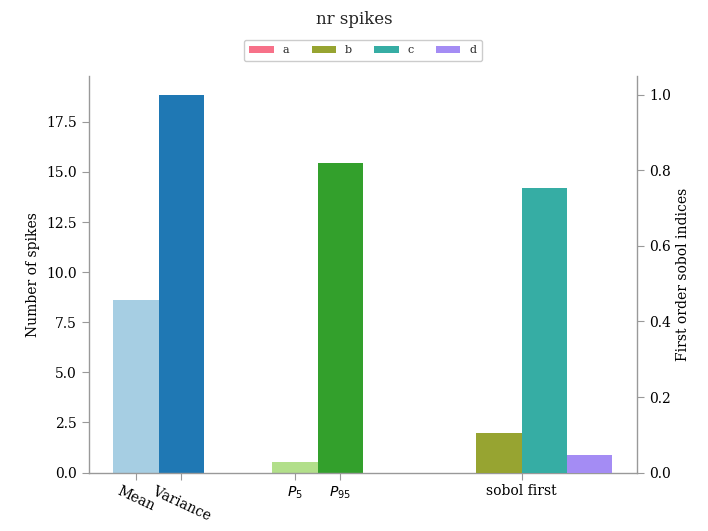 nr spikes
a b c d
17.5
15.0
12.5
10.0
7.5
5.0
2.5
0.0
Number of spikes
1.0
0.8
0.6
0.4
0.2
0.0
First order sobol indices
Mean Variance P5 P95 sobol first